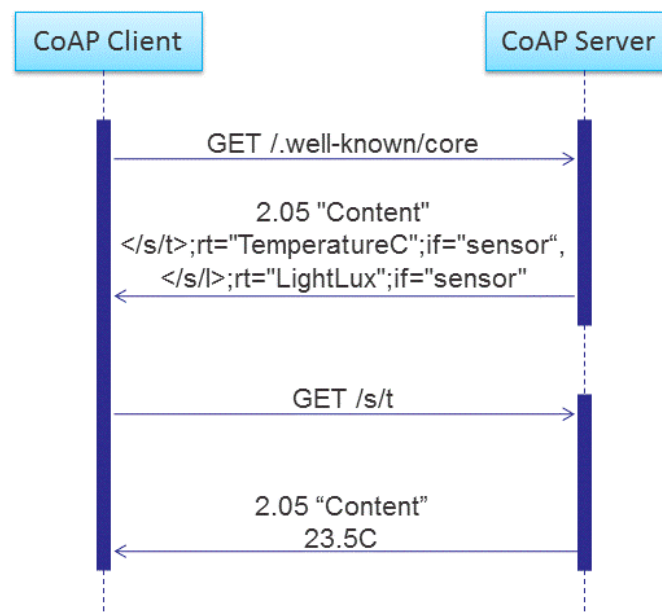 CoAP Client
CoAP Server
GET /.well-known/core
2.05 "Content"
</s/t>;rt="TemperatureC";if="sensor“,
</s/l>;rt="LightLux";if="sensor"
GET /s/t
2.05 “Content”
23.5C